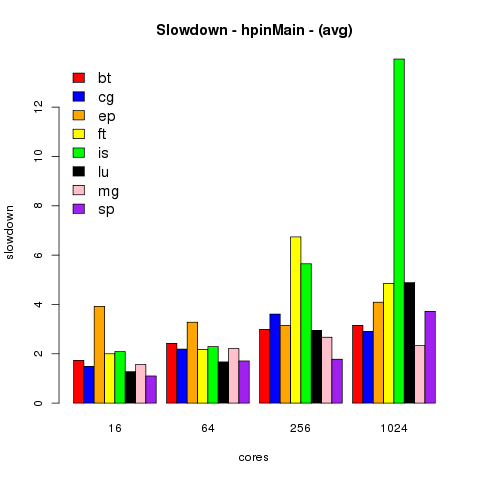 Slowdown - hpinMain - (avg)
bt
cg
ep
ft
is
lu
mg
sp
slowdown
12
10
8
6
4
2
0
16 64 256 1024
cores